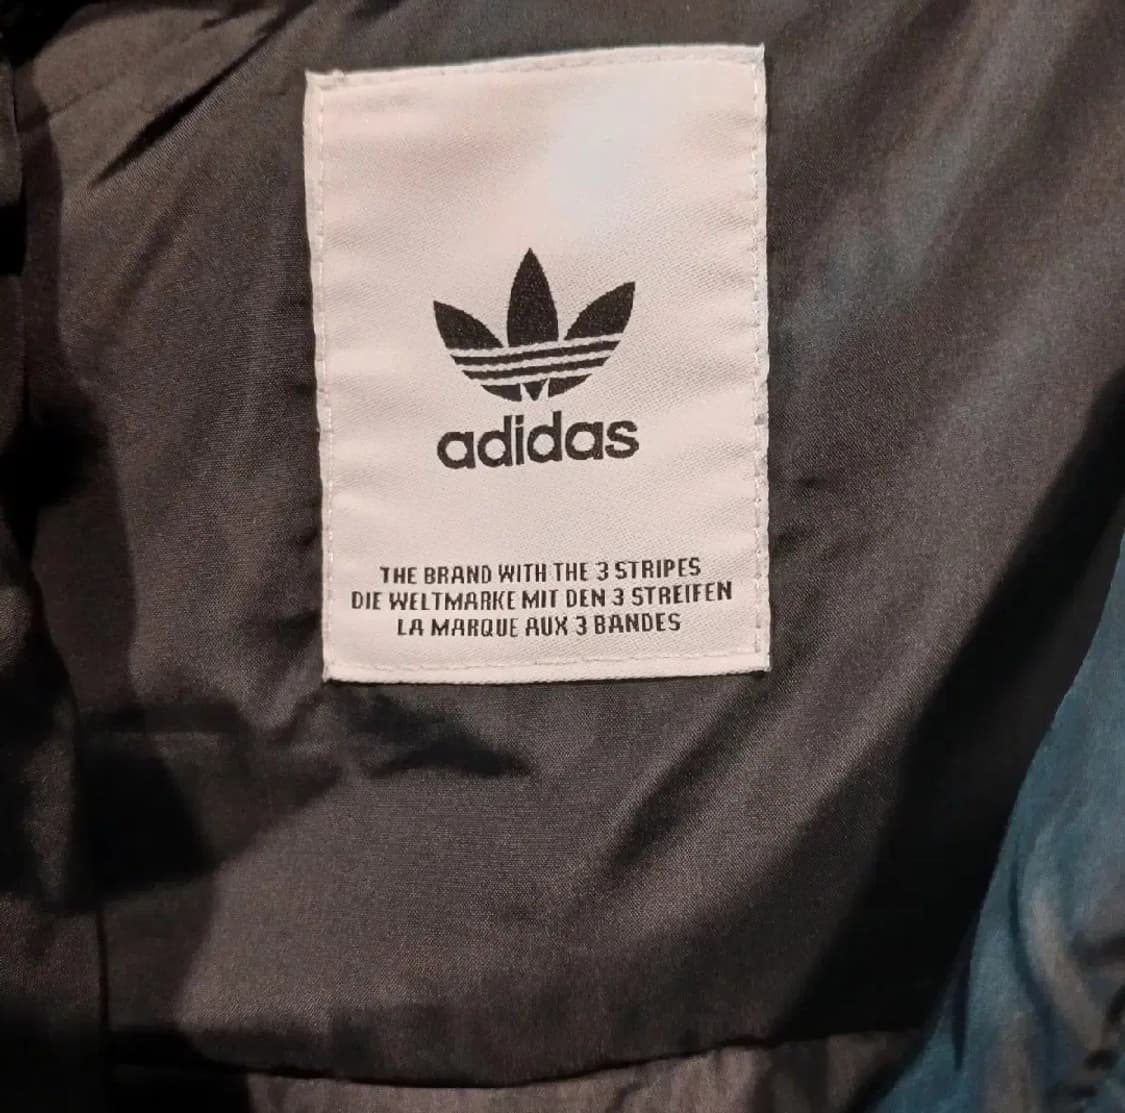 adidas
THE BRAND WITH THE 3 STRIPES
DIE WELTMARKE MIT DEN 3 STREIFEN
LA MARQUE AUX 3 BANDES